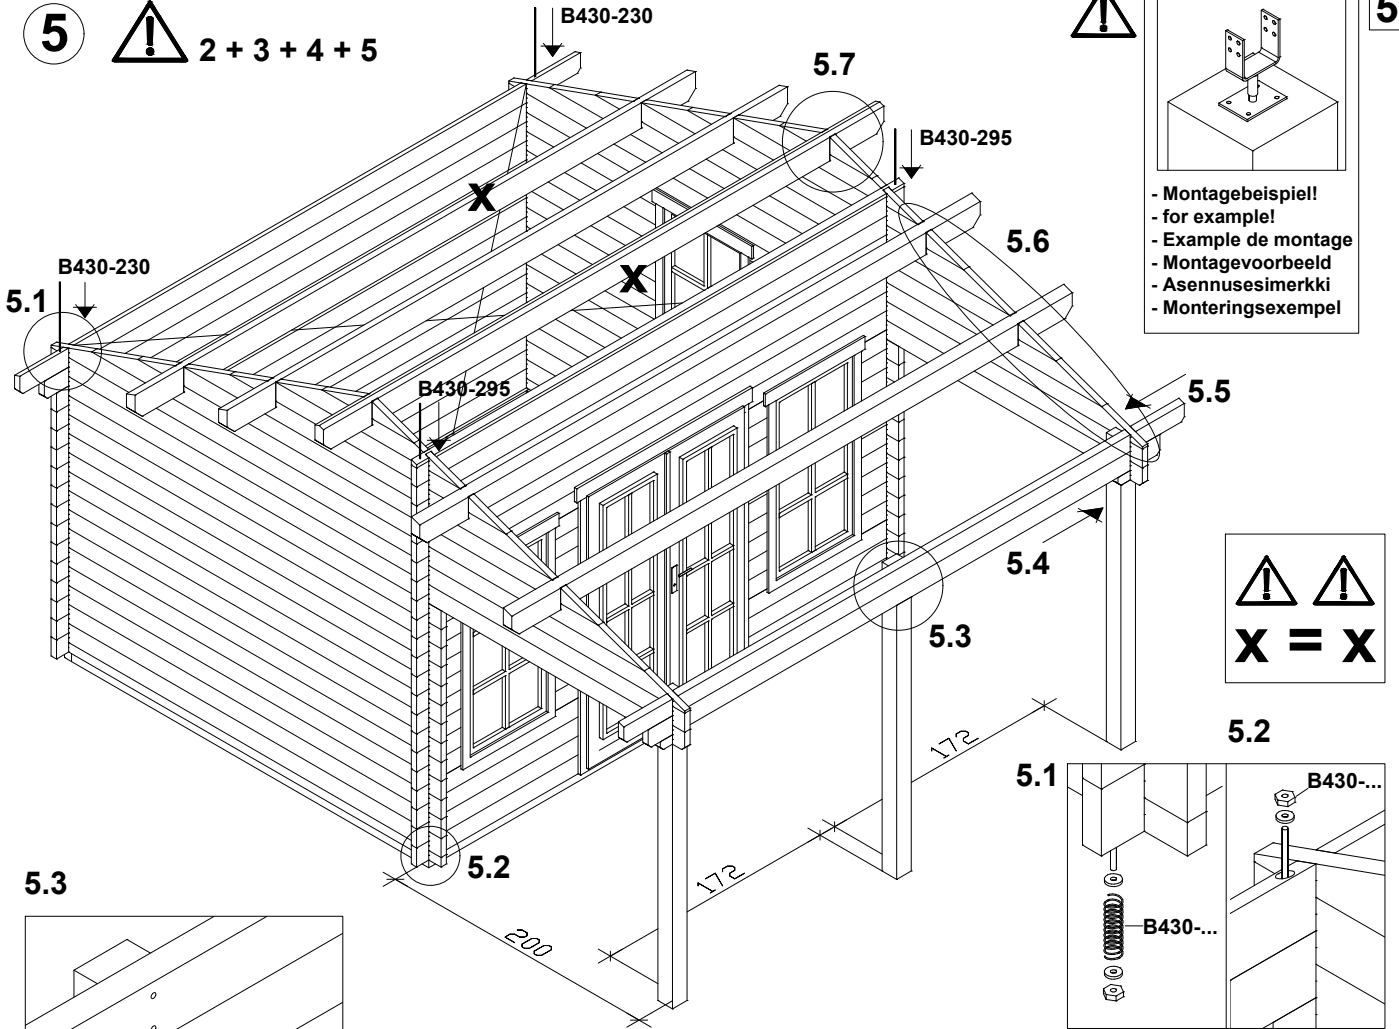 5
2 + 3 + 4 + 5
B430-230
5.7
5
B430-295
- Montagebeispiel!
- for example!
- Example de montage
- Montagevoorbeeld
- Asennusesimerkki
- Monteringsexempel
x
5.6
B430-230
x
5.1
B430-295
5.5
5.4
5.3
x = x
172
5.2
5.1
B430-...
B430-...
5.2
172
200
5.3